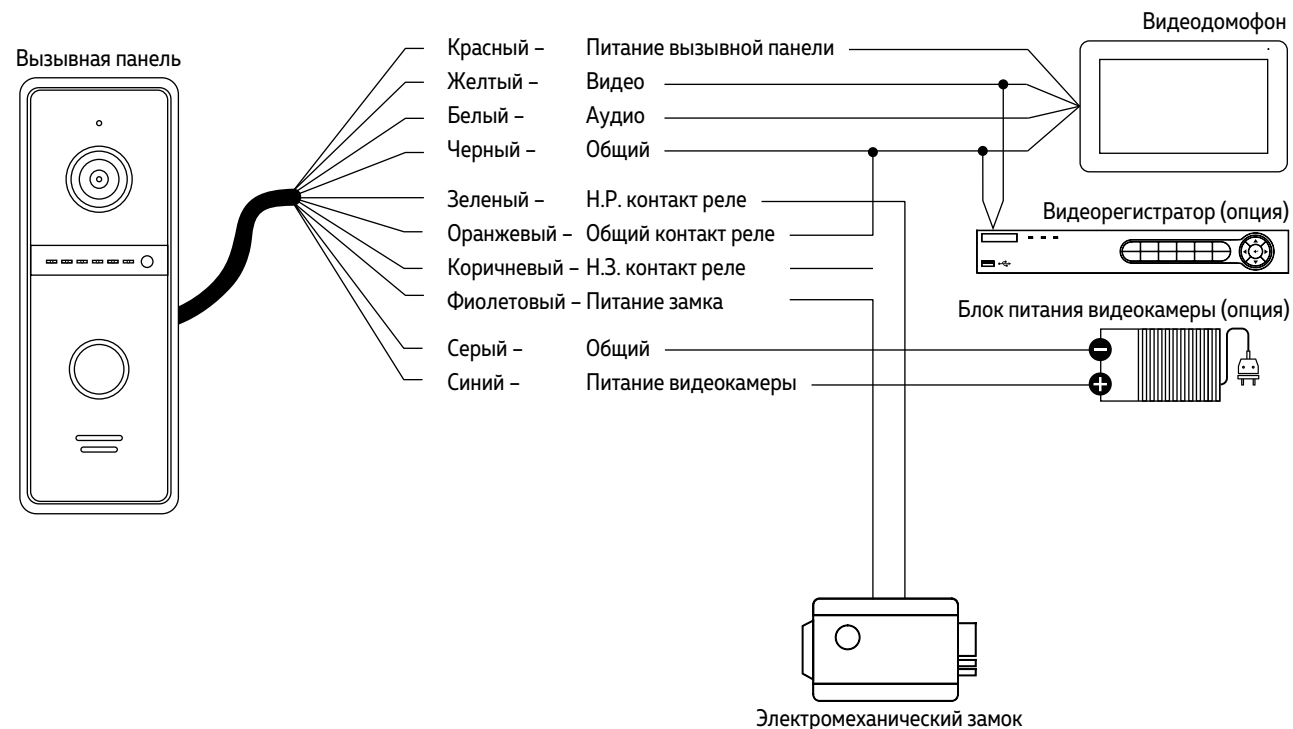 Видеодомофон
Вызывная панель
Красный – Питание вызывной панели
Желтый – Видео
Белый – Аудио
Черный – Общий
Зеленый – Н.Р. контакт реле
Оранжевый – Общий контакт реле
Коричневый – Н.З. контакт реле
Фиолетовый – Питание замка
Серый – Общий
Синий – Питание видеокамеры
Видеорегистратор (опция)
Блок питания видеокамеры (опция)
Электромеханический замок